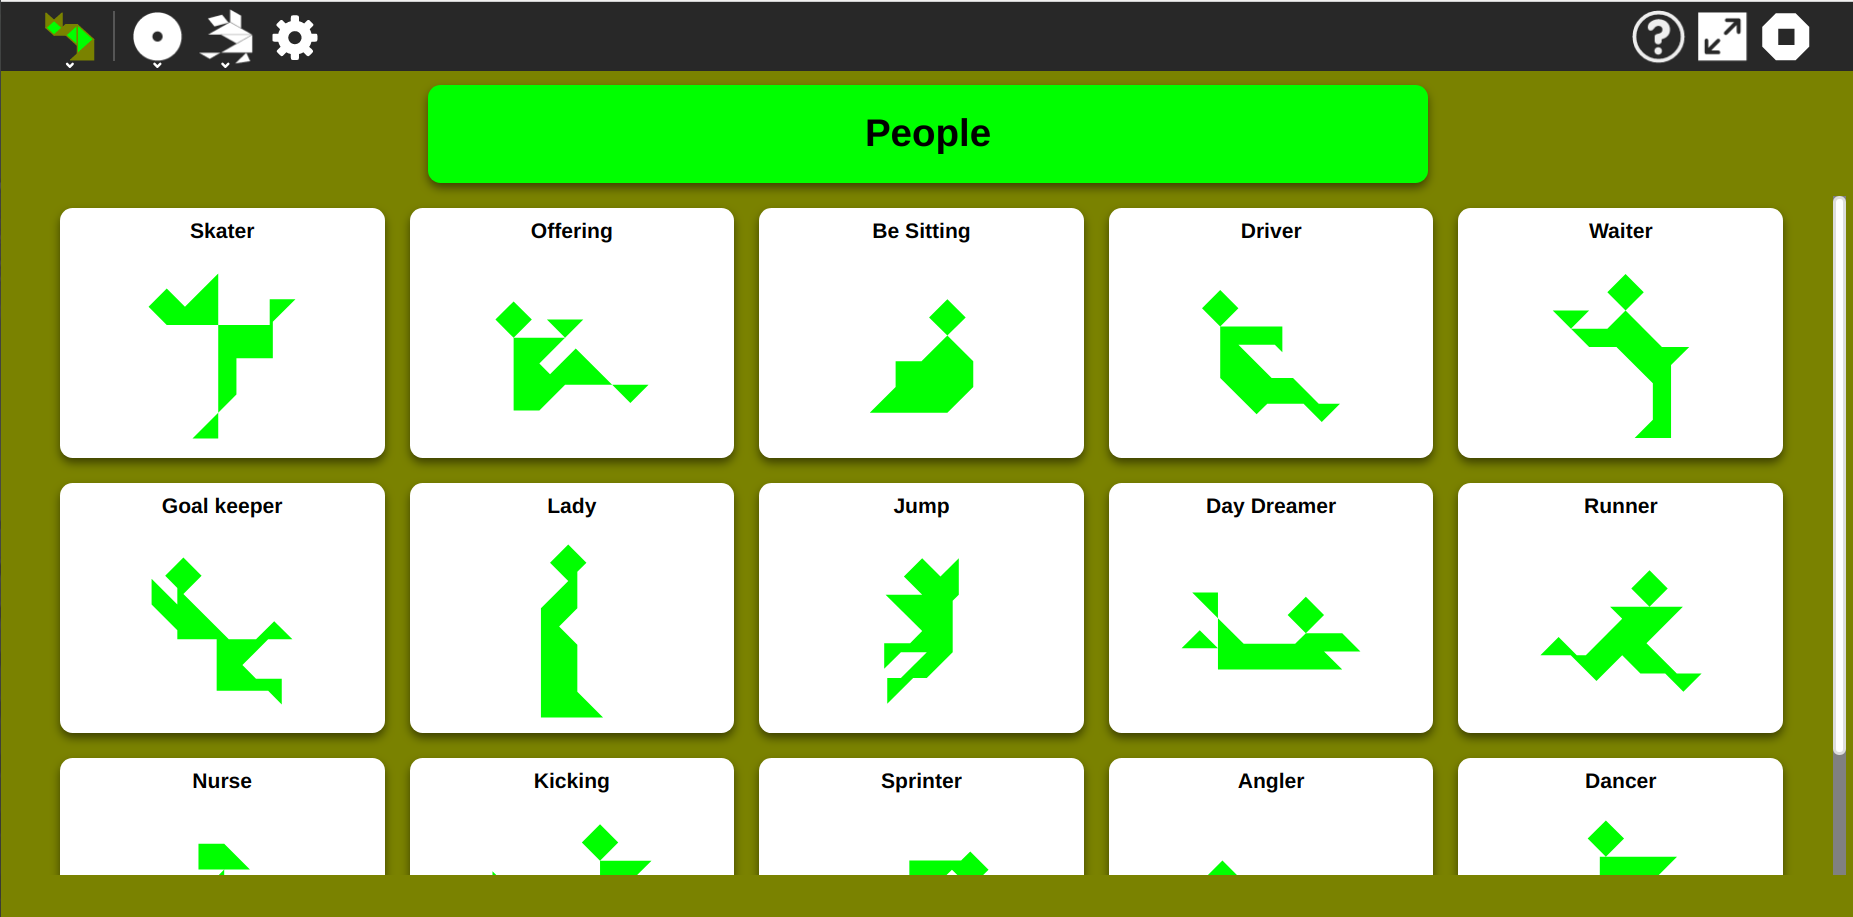 People
Skater
Offering
Be Sitting
Driver
Waiter
Goal keeper
Lady
Jump
Day Dreamer
Runner
Nurse
Kicking
Sprinter
Angler
Dancer